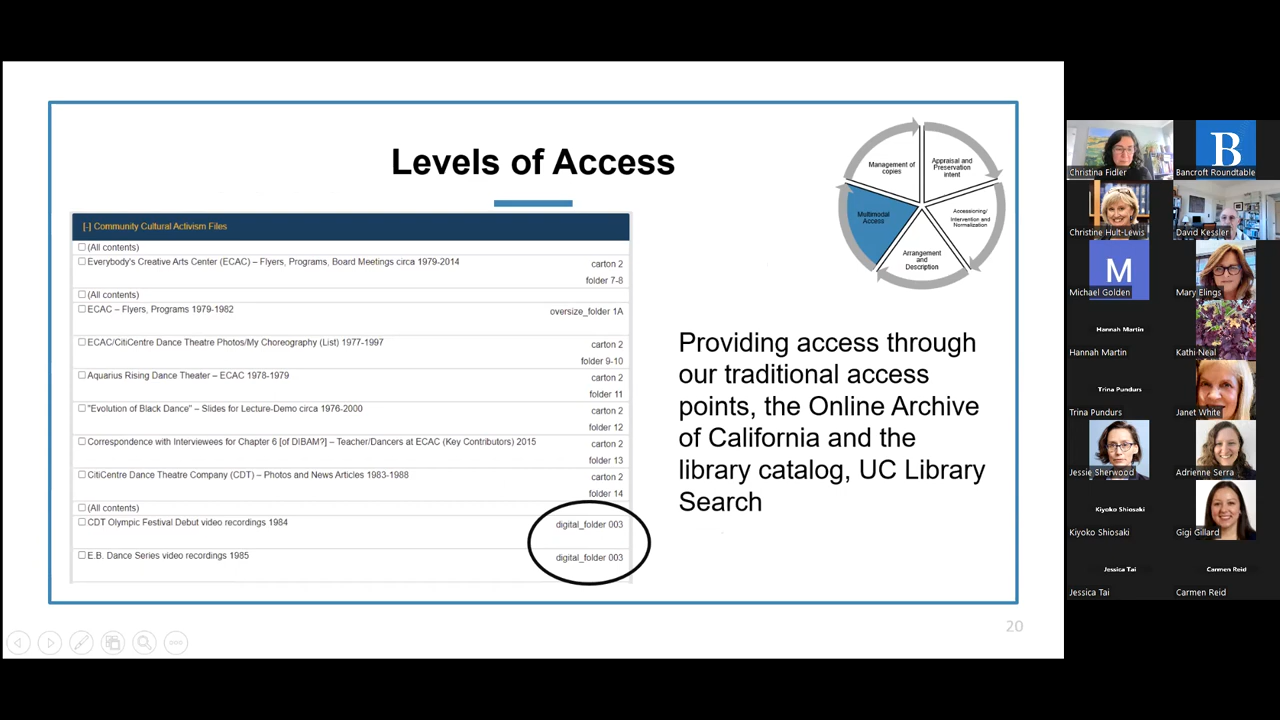 Levels of Access
[-] Community Cultural Activism Files
(All contents)
Everybody's Creative Arts Center (ECAC) – Flyers, Programs, Board Meetings circa 1979-2014
carton 2
folder 7-8
(All contents)
ECAC – Flyers, Programs 1979-1982
oversize_folder 1A
ECAC/CitiCentre Dance Theatre Photos/My Choreography (List) 1977-1997
carton 2
folder 9-10
Aquarius Rising Dance Theater – ECAC 1978-1979
carton 2
folder 11
"Evolution of Black Dance" – Slides for Lecture-Demo circa 1976-2000
carton 2
folder 12
Correspondence with Interviewees for Chapter 6 [of DIBAM?] – Teacher/Dancers at ECAC (Key Contributors) 2015
carton 2
folder 13
CitiCentre Dance Theatre Company (CDT) – Photos and News Articles 1983-1988
carton 2
folder 14
(All contents)
CDT Olympic Festival Debut video recordings 1984
digital_folder 003
E.B. Dance Series video recordings 1985
digital_folder 003
Management of
copies
Appraisal and
Preservation
intent
Multimodal
Access
Accessioning/
Intervention and
Normalization
Arrangement
and
Description
Providing access through
our traditional access
points, the Online Archive
of California and the
library catalog, UC Library
Search
20
Christina Fidler
B
Bancroft Roundtable
Christine Hult-Lewis
David Kessler
M
Michael Golden
Mary Elings
Hannah Martin
Hannah Martin
Kathi Neal
Trina Pundurs
Trina Pundurs
Janet White
Jessie Sherwood
Adrienne Serra
Kiyoko Shiosaki
Kiyoko Shiosaki
Gigi Gillard
Jessica Tai
Jessica Tai
Carmen Reid
Carmen Reid